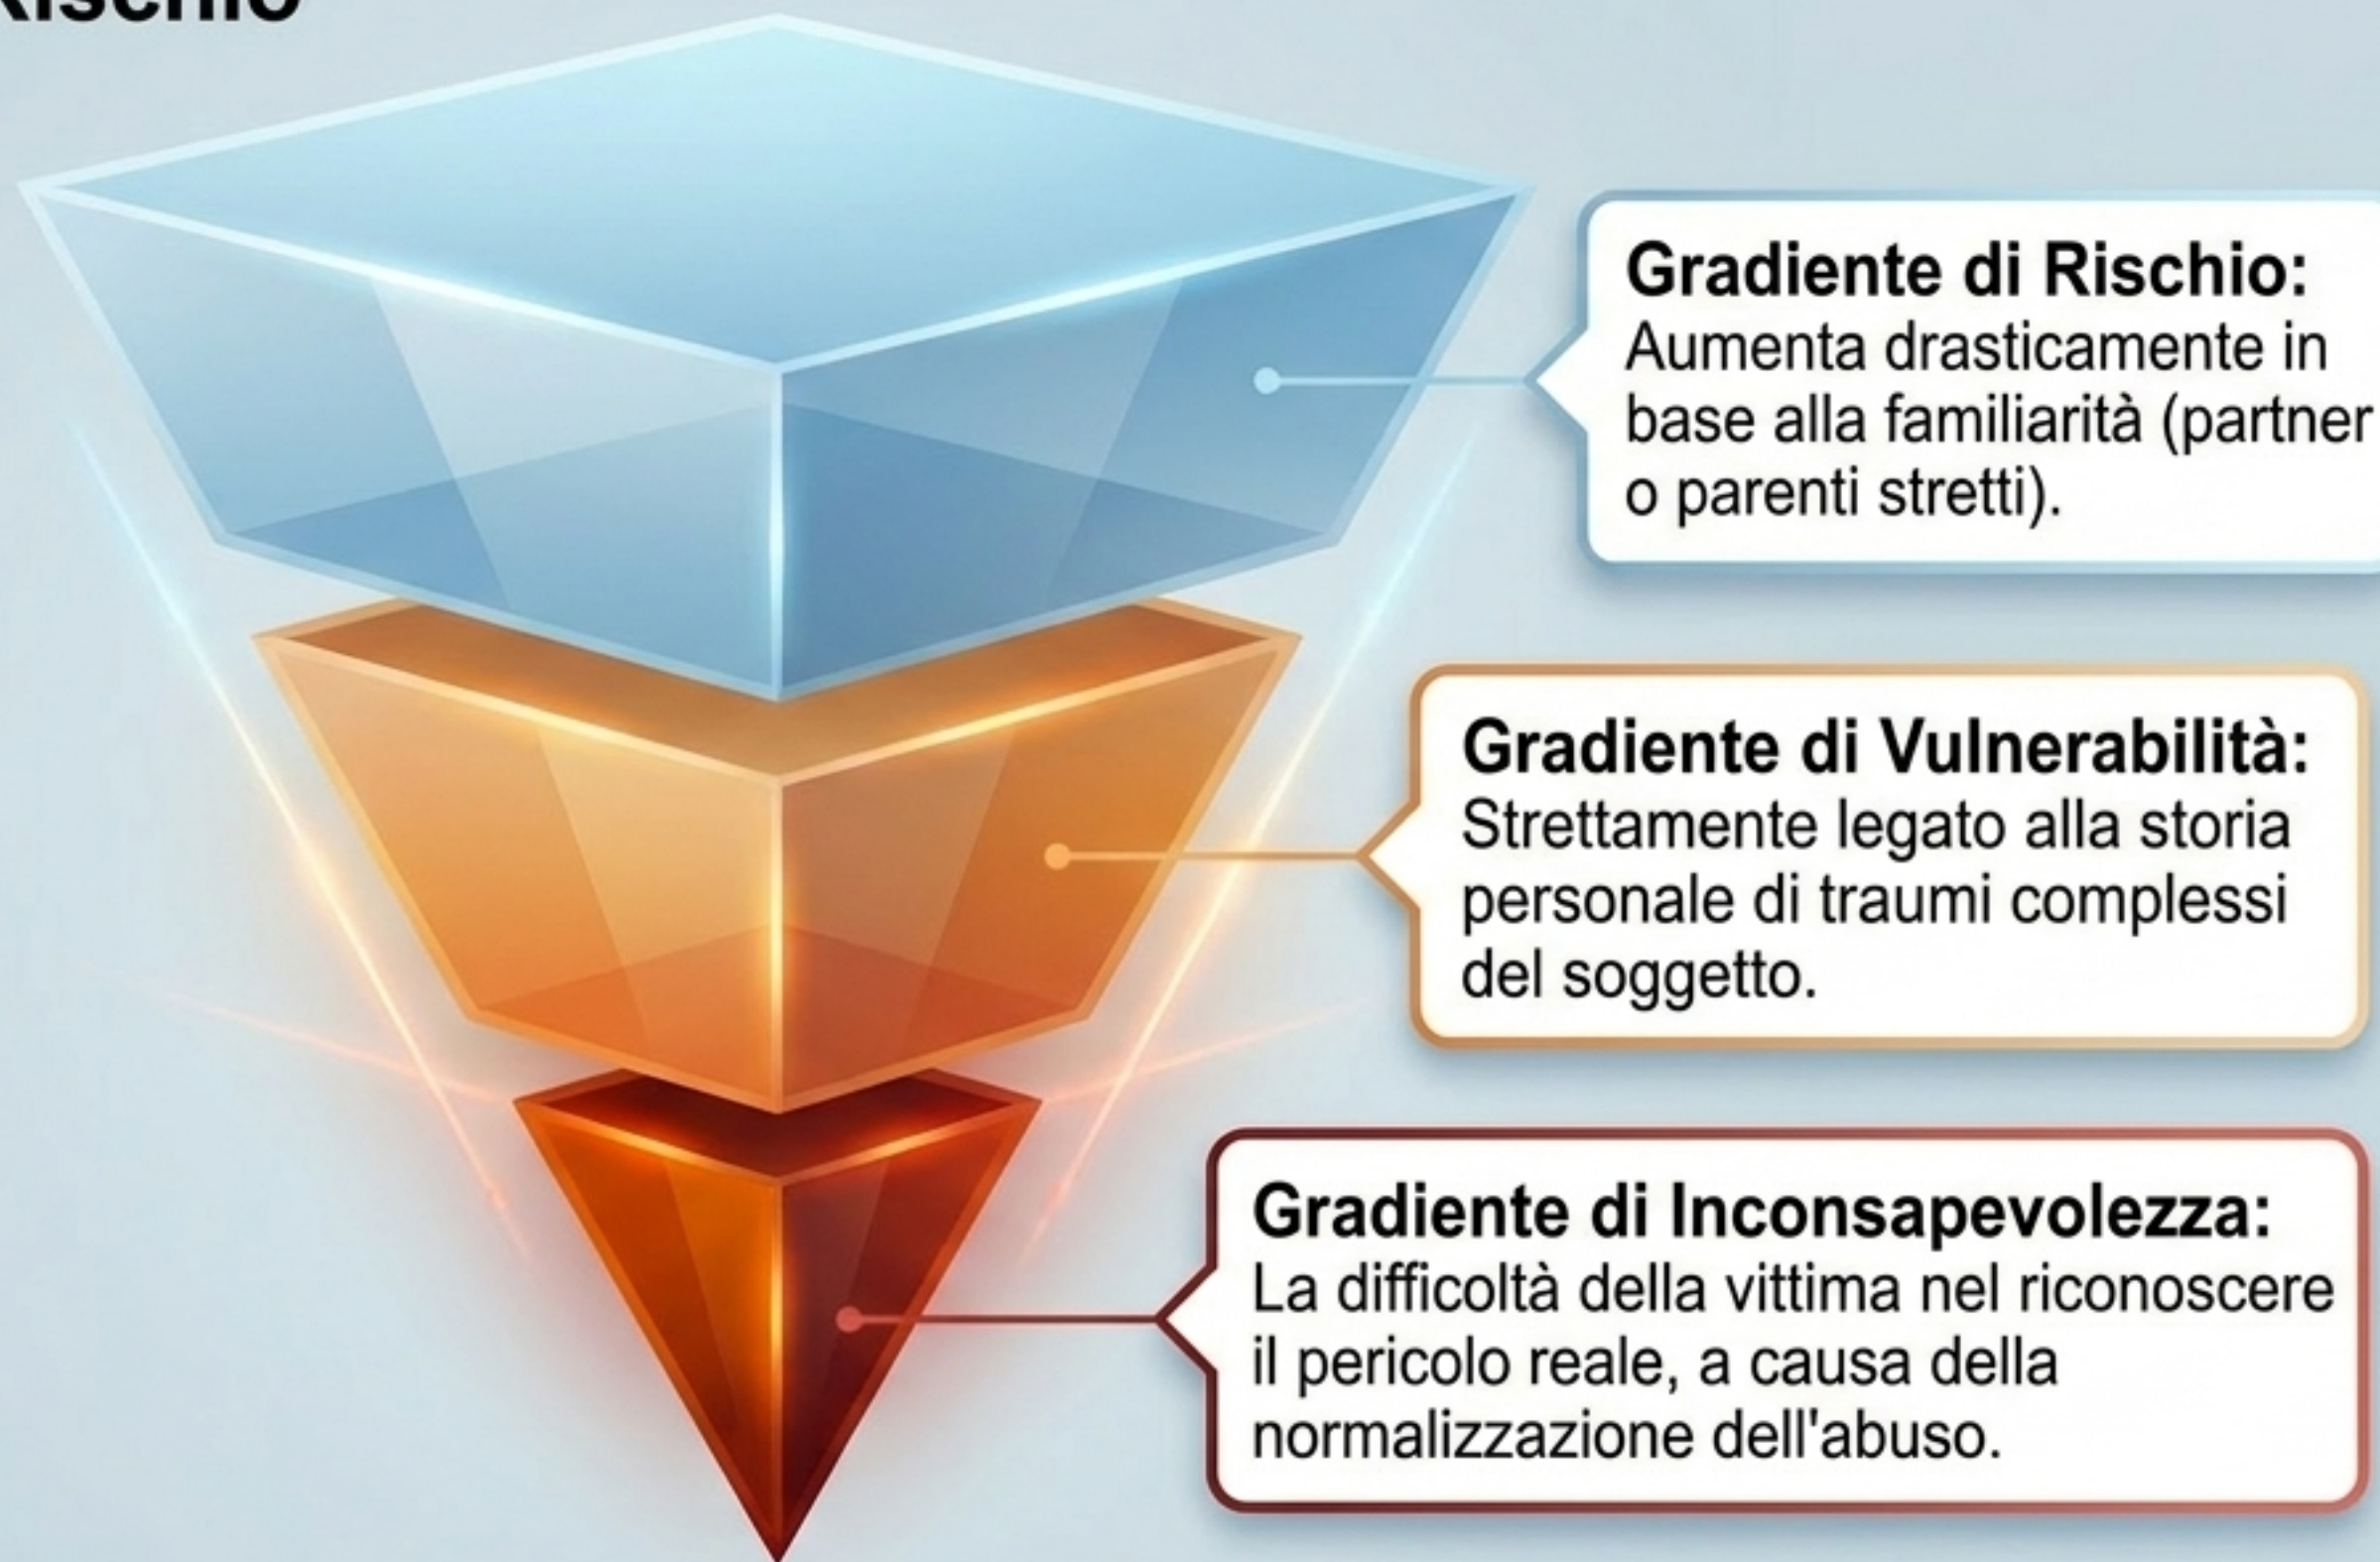 Rischio
Gradiente di Rischio:
Aumenta drasticamente in
base alla familiarità (partner
o parenti stretti).
Gradiente di Vulnerabilità:
Strettamente legato alla storia
personale di traumi complessi
del soggetto.
Gradiente di Inconsapevolezza:
La difficoltà della vittima nel riconoscere
il pericolo reale, a causa della
normalizzazione dell'abuso.